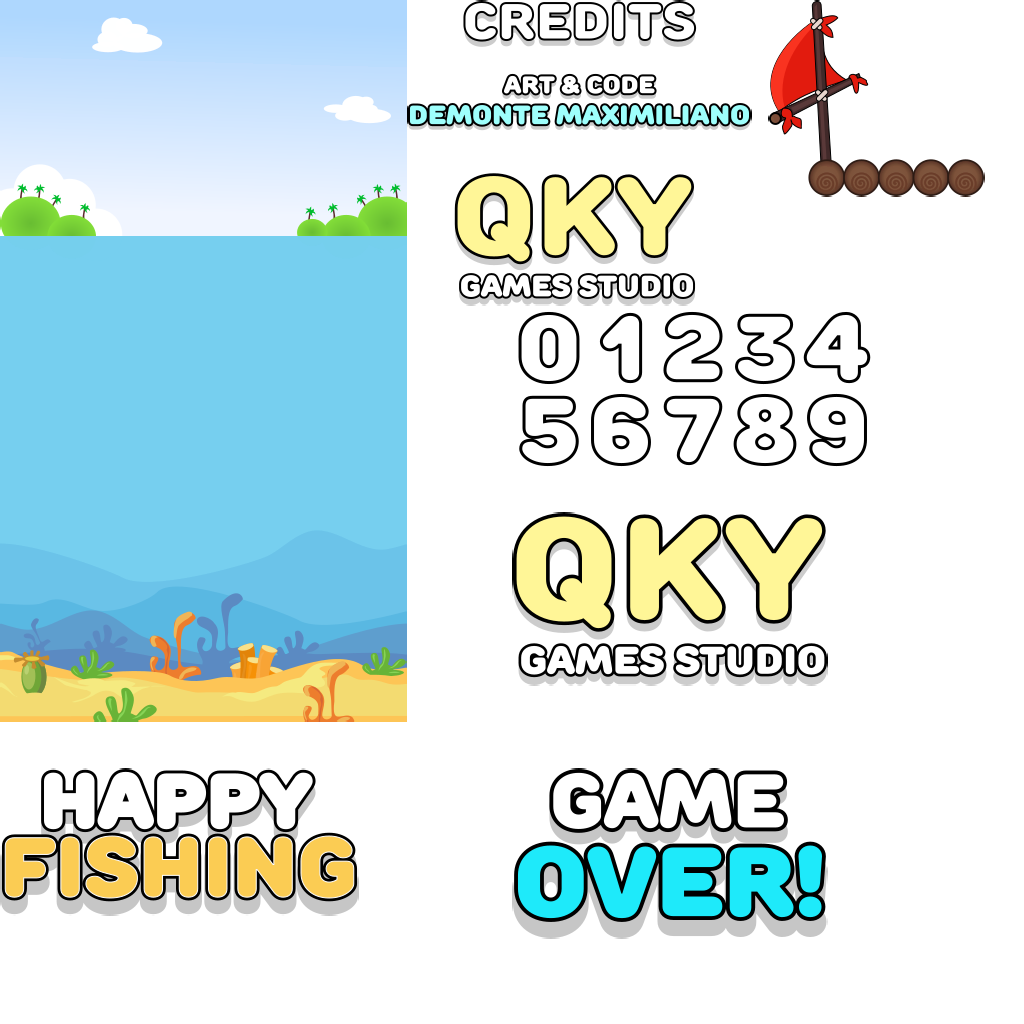 CREDITS
ART & CODE
DEMONTE MAXIMILIANO
QKY
GAMES STUDIO
0 1 2 3 4
5 6 7 8 9
QKY
GAMES STUDIO
HAPPY
FISHING
GAME
OVER!